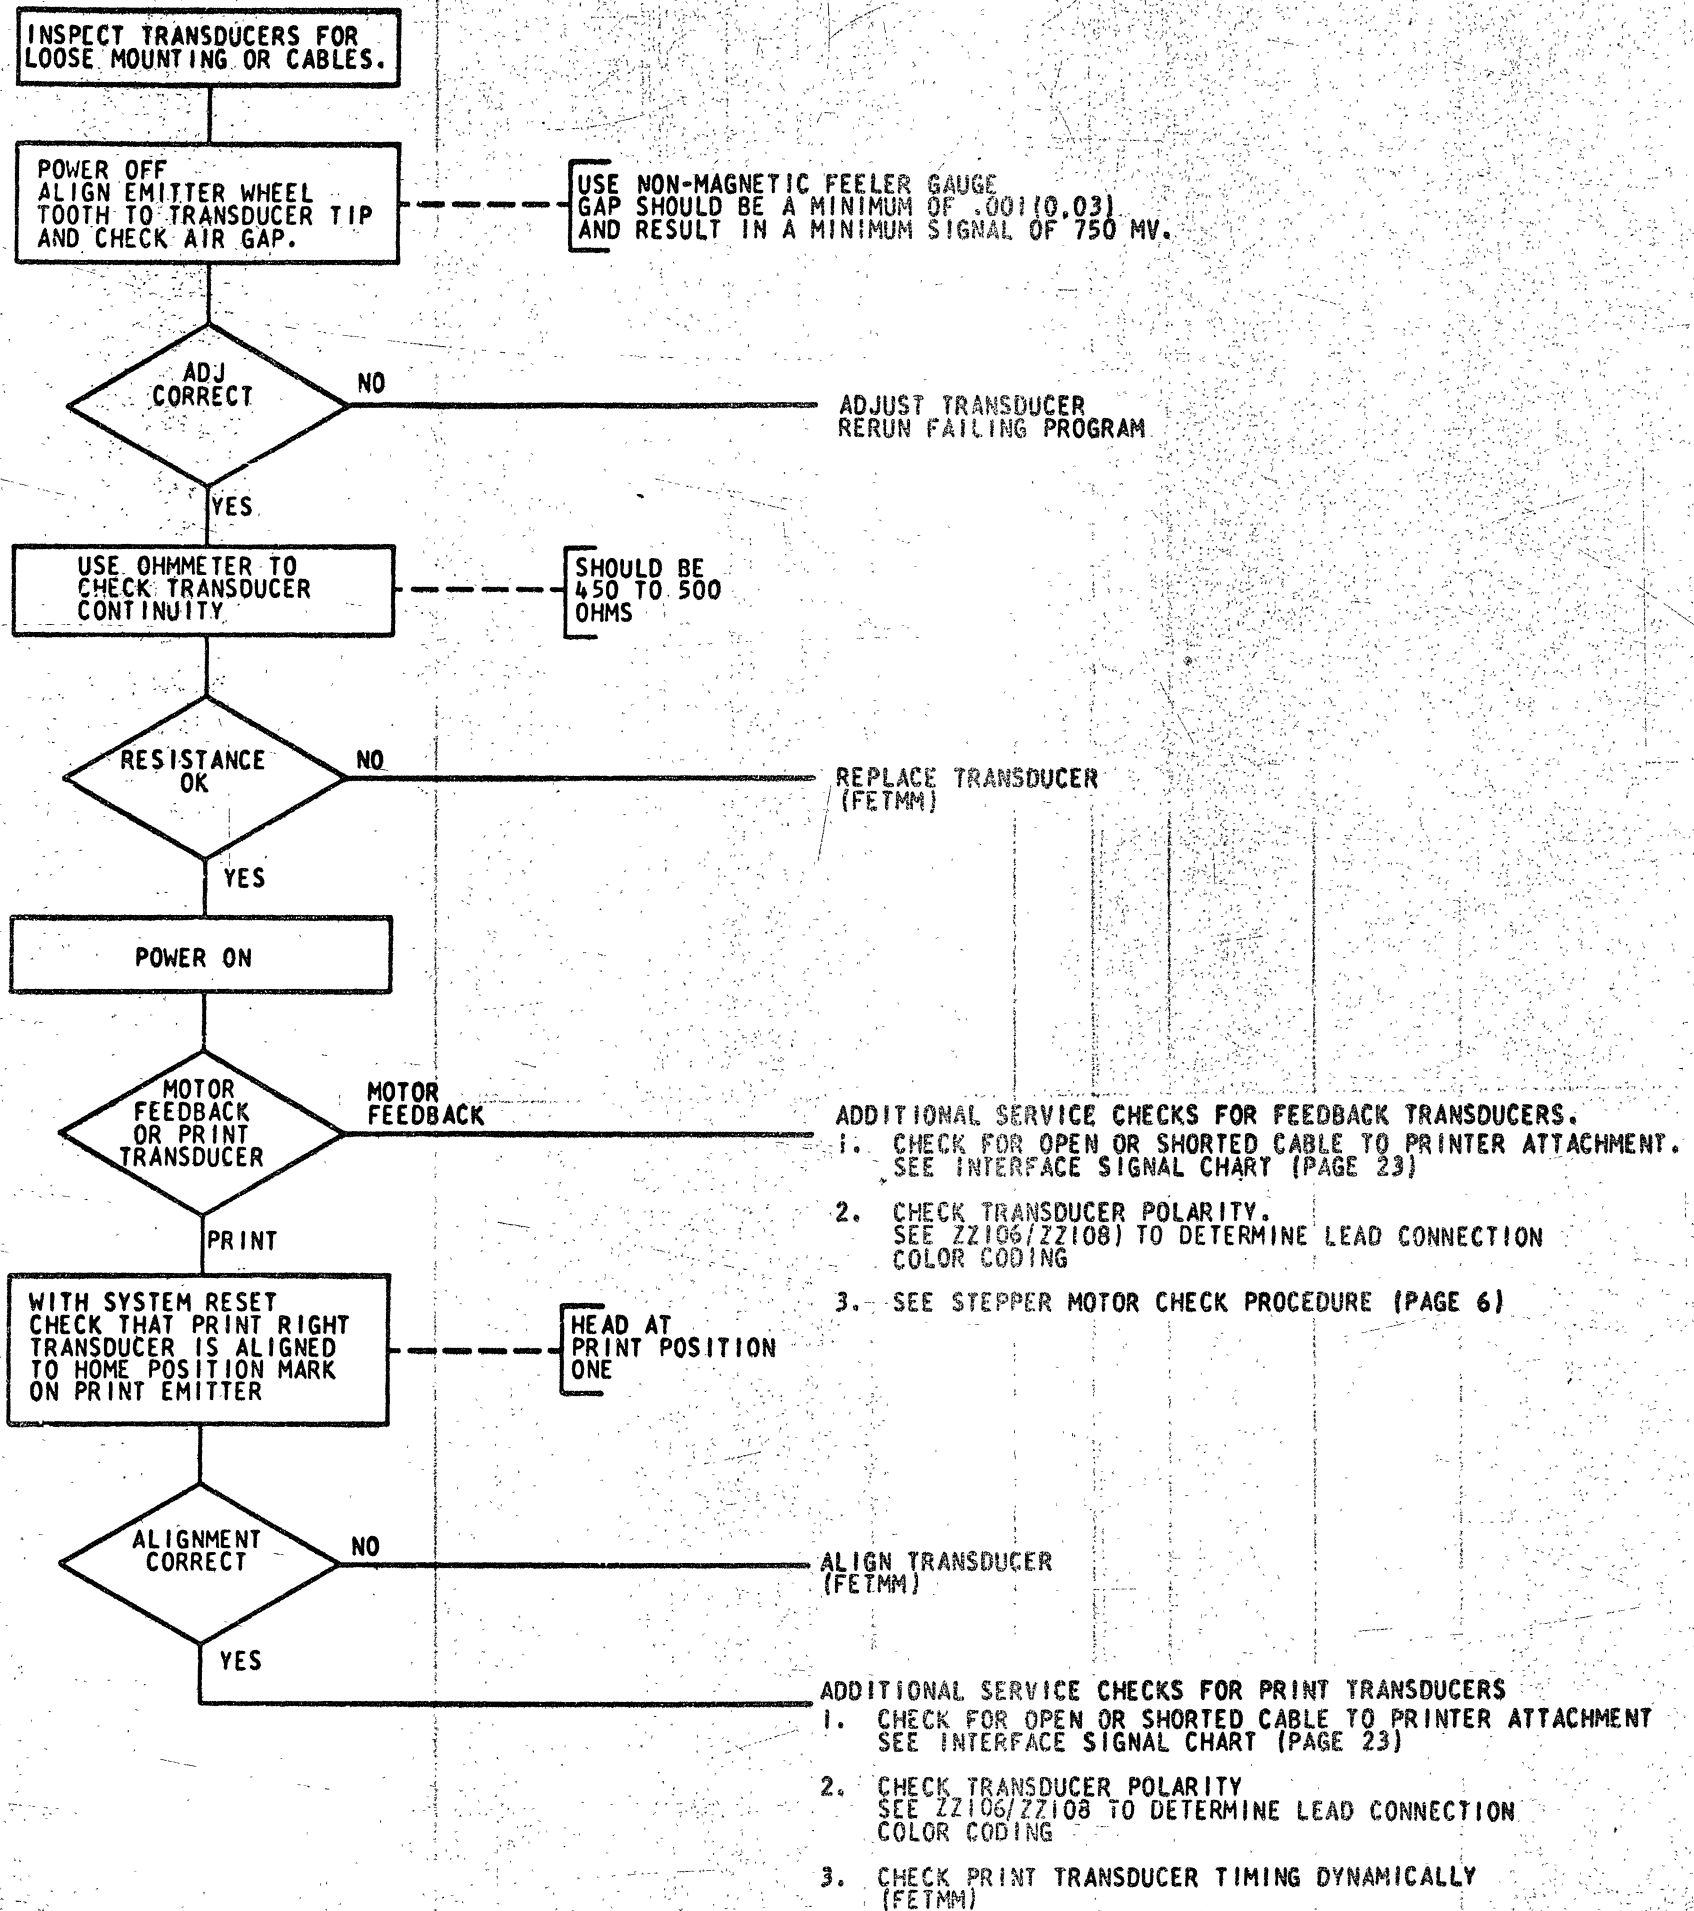 INSPECT TRANSDUCERS FOR
LOOSE MOUNTING OR CABLES.
POWER OFF
ALIGN EMITTER WHEEL
TOOTH TO TRANSDUCER TIP
AND CHECK AIR GAP.
USE NON-MAGNETIC FEELER GAUGE
GAP SHOULD BE A MINIMUM OF .001(0.03)
AND RESULT IN A MINIMUM SIGNAL OF 750 MV.
ADJ
CORRECT
NO
ADJUST TRANSDUCER
RERUN FAILING PROGRAM
YES
USE OHMMETER TO
CHECK TRANSDUCER
CONTINUITY
SHOULD BE
450 TO 500
OHMS
RESISTANCE
OK
NO
REPLACE TRANSDUCER
(FETMM)
YES
POWER ON
MOTOR
FEEDBACK
OR PRINT
TRANSDUCER
MOTOR
FEEDBACK
ADDITIONAL SERVICE CHECKS FOR FEEDBACK TRANSDUCERS.
1. CHECK FOR OPEN OR SHORTED CABLE TO PRINTER ATTACHMENT.
SEE INTERFACE SIGNAL CHART (PAGE 23)
2. CHECK TRANSDUCER POLARITY.
SEE ZZ106/ZZ108) TO DETERMINE LEAD CONNECTION
COLOR CODING
3. SEE STEPPER MOTOR CHECK PROCEDURE (PAGE 6)
PRINT
WITH SYSTEM RESET
CHECK THAT PRINT RIGHT
TRANSDUCER IS ALIGNED
TO HOME POSITION MARK
ON PRINT EMITTER
HEAD AT
PRINT POSITION
ONE
ALIGNMENT
CORRECT
NO
ALIGN TRANSDUCER
(FETMM)
YES
ADDITIONAL SERVICE CHECKS FOR PRINT TRANSDUCERS
1. CHECK FOR OPEN OR SHORTED CABLE TO PRINTER ATTACHMENT
SEE INTERFACE SIGNAL CHART (PAGE 23)
2. CHECK TRANSDUCER POLARITY
SEE ZZ106/ZZ108 TO DETERMINE LEAD CONNECTION
COLOR CODING
3. CHECK PRINT TRANSDUCER TIMING DYNAMICALLY
(FETMM)